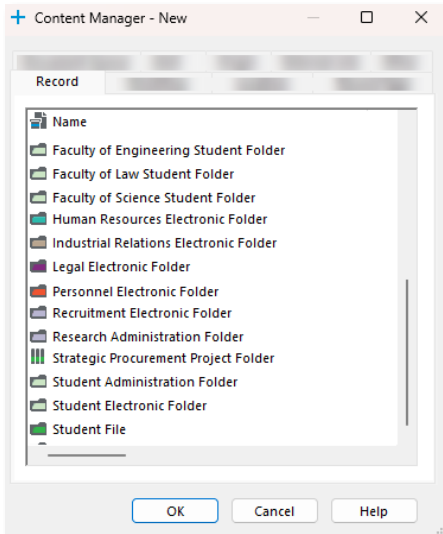 Content Manager - New
Record
Name
Faculty of Engineering Student Folder
Faculty of Law Student Folder
Faculty of Science Student Folder
Human Resources Electronic Folder
Industrial Relations Electronic Folder
Legal Electronic Folder
Personnel Electronic Folder
Recruitment Electronic Folder
Research Administration Folder
Strategic Procurement Project Folder
Student Administration Folder
Student Electronic Folder
Student File
OK Cancel Help